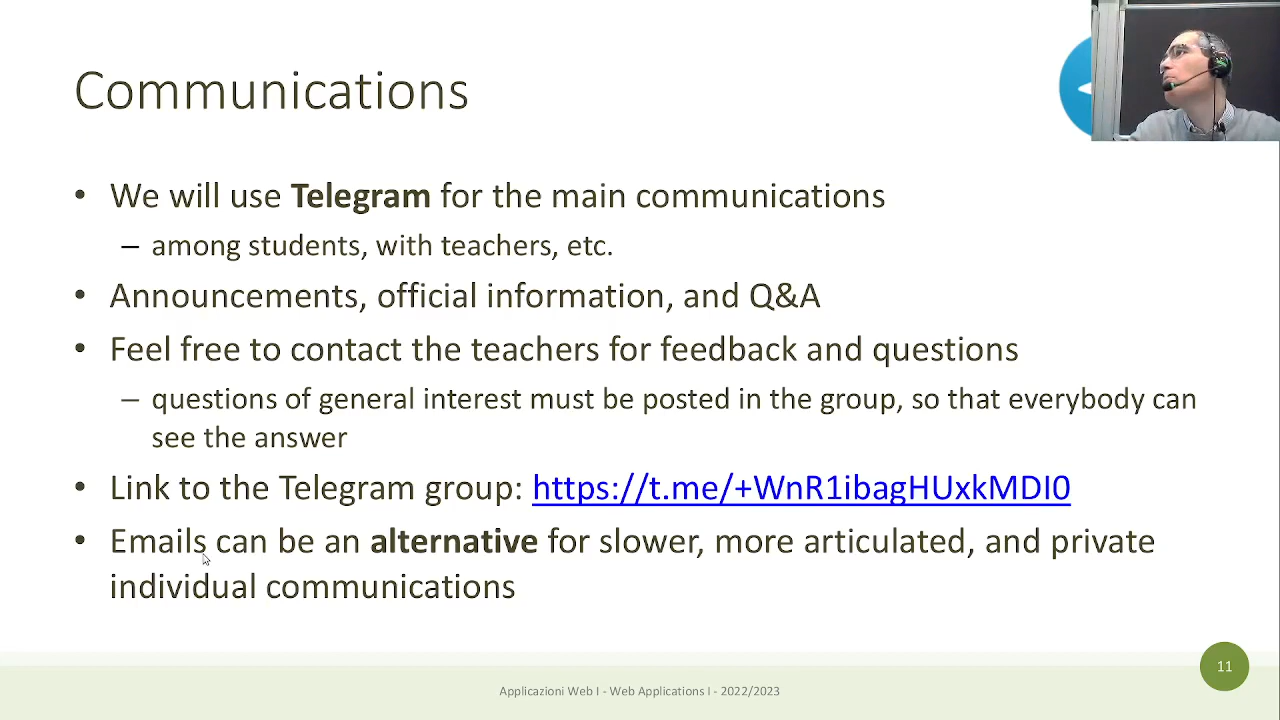 Communications
• We will use Telegram for the main communications
– among students, with teachers, etc.
• Announcements, official information, and Q&A
• Feel free to contact the teachers for feedback and questions
– questions of general interest must be posted in the group, so that everybody can
see the answer
• Link to the Telegram group: https://t.me/+WnR1ibagHUxkMDI0
• Emails can be an alternative for slower, more articulated, and private
individual communications
11
Applicazioni Web I - Web Applications I - 2022/2023